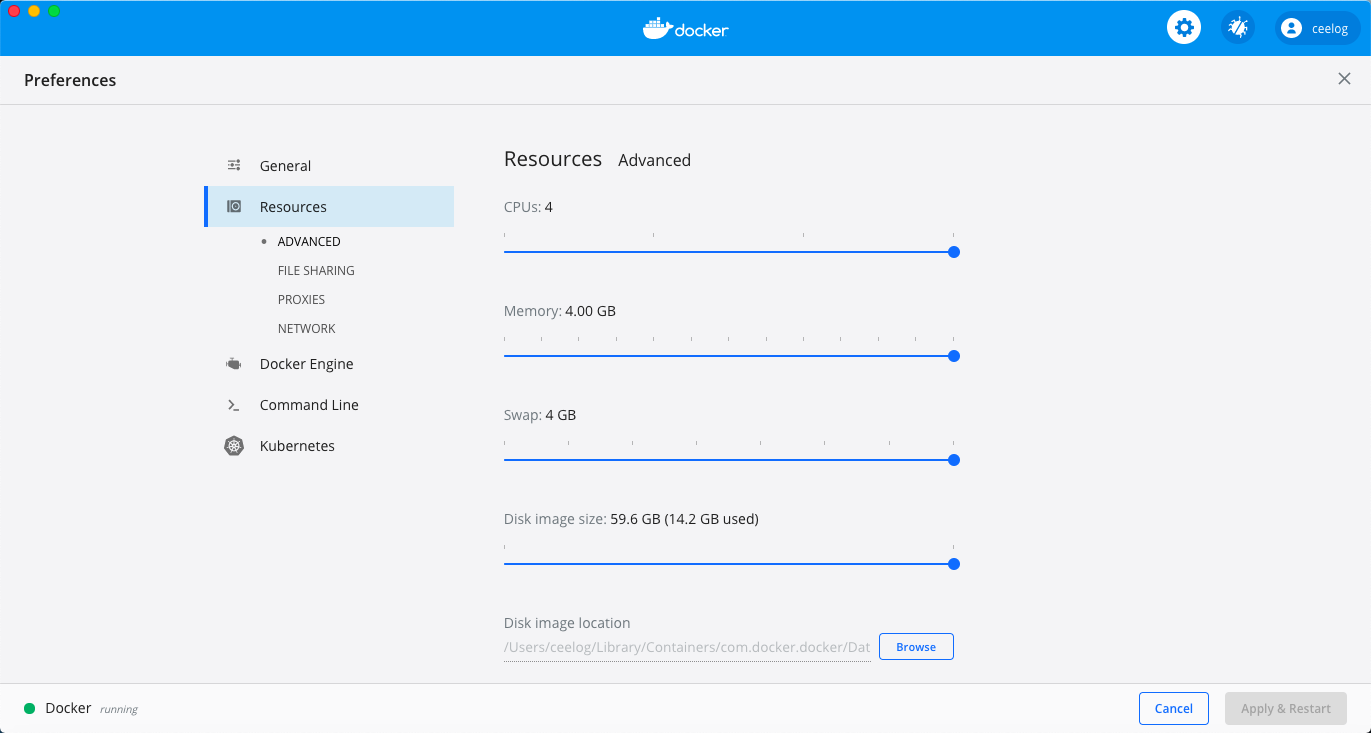 docker
ceelog
Preferences
General
Resources
ADVANCED
FILE SHARING
PROXIES
NETWORK
Docker Engine
Command Line
Kubernetes
Resources Advanced
CPUs: 4
Memory: 4.00 GB
Swap: 4 GB
Disk image size: 59.6 GB (14.2 GB used)
Disk image location
/Users/ceelog/Library/Containers/com.docker.docker/Dat
Browse
Docker running
Cancel
Apply & Restart